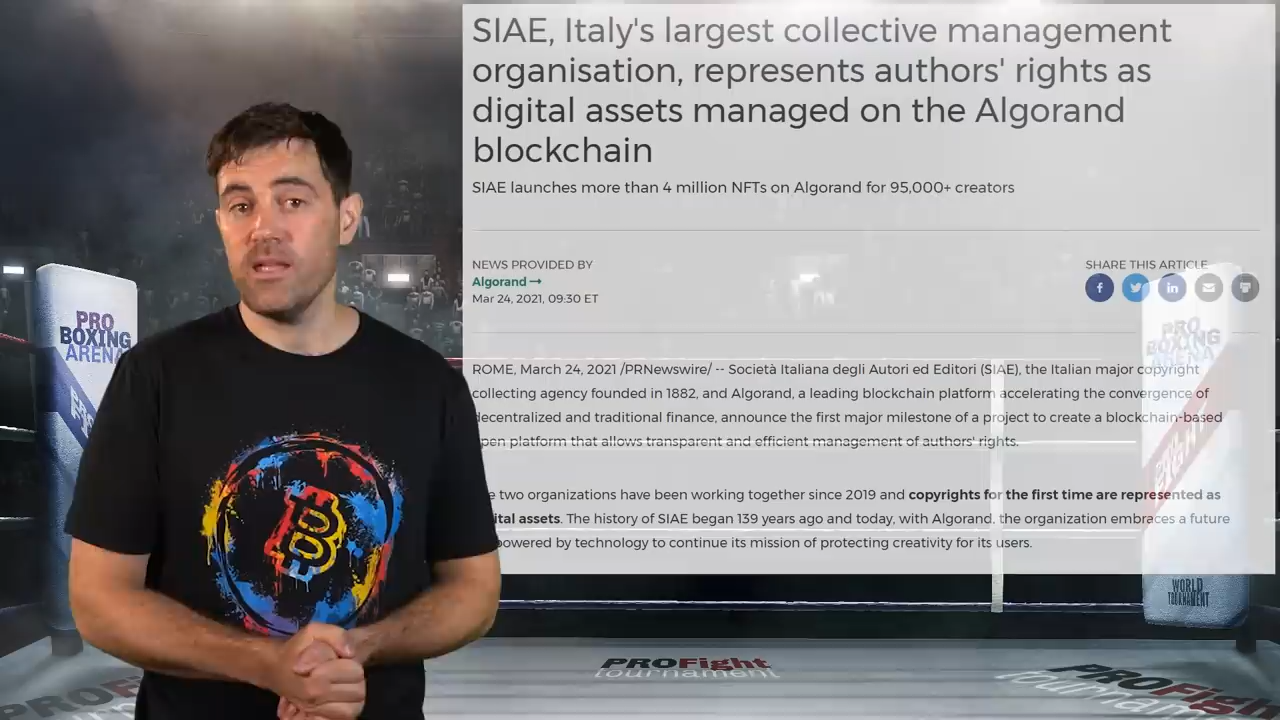 SIAE, Italy's largest collective management
organisation, represents authors' rights as
digital assets managed on the Algorand
blockchain
SIAE launches more than 4 million NFTs on Algorand for 95,000+ creators
NEWS PROVIDED BY
Algorand
Mar 24, 2021, 09:30 ET
SHARE THIS ARTICLE
ROME, March 24, 2021 /PRNewswire/ -- Società Italiana degli Autori ed Editori (SIAE), the Italian major copyright
collecting agency founded in 1882, and Algorand, a leading blockchain platform accelerating the convergence of
decentralized and traditional finance, announce the first major milestone of a project to create a blockchain-based
open platform that allows transparent and efficient management of authors' rights.
two organizations have been working together since 2019 and copyrights for the first time are represented as
assets. The history of SIAE began 139 years ago and today, with Algorand, the organization embraces a future
powered by technology to continue its mission of protecting creativity for its users.
PRO
BOXING
ARENA
PRO
BOXING
ARENA
WORLD
TOURNAMENT
PROFight
tournament
PROFight